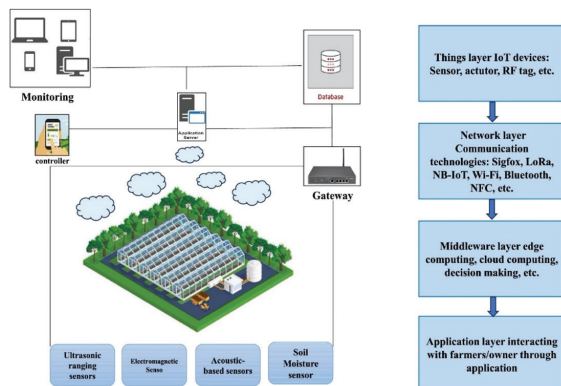 Monitoring
Database
Application
Server
controller
Gateway
Ultrasonic
ranging
sensors
Electromagnetic
Senso
Acoustic-
based sensors
Soil
Moisture
sensor
Things layer IoT devices:
Sensor, actutor, RF tag, etc.
Network layer
Communication
technologies: Sigfox, LoRa,
NB-IoT, Wi-Fi, Bluetooth,
NFC, etc.
Middleware layer edge
computing, cloud computing,
decision making, etc.
Application layer interacting
with farmers/owner through
application